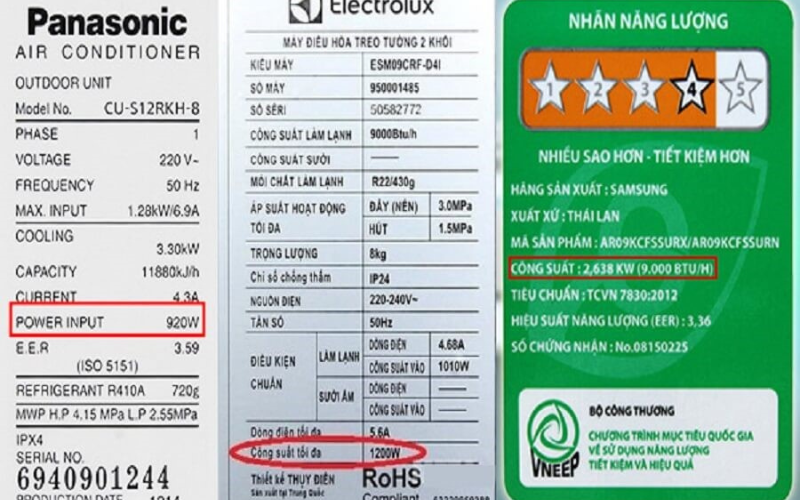 Panasonic
AIR CONDITIONER
OUTDOOR UNIT
Model No. CU-S12RKH-8
PHASE 1
VOLTAGE 220 V~
FREQUENCY 50 Hz
MAX. INPUT 1.28kW/6.9A
COOLING
3.30kW
CAPACITY 11880kJ/h
CURRENT 4.3A
POWER INPUT 920W
E.E.R 3.59
(ISO 5151)
REFRIGERANT R410A 720g
MWP H.P 4.15 MPa L.P 2.55MPa
IPX4
SERIAL NO.
6940901244
PRODUCTION DATE 1014
Electrolux
MÁY ĐIỀU HÒA TREO TƯỜNG 2 KHỐI
KIỂU MÁY ESM09CRF-D4I
SỐ MÁY 950001485
SỐ SÊRI 50582772
CÔNG SUẤT LÀM LẠNH 9000Btu/h
CÔNG SUẤT SƯỞI ——
MÔI CHẤT LÀM LẠNH R22/430g
ÁP SUẤT HOẠT ĐỘNG TỐI ĐA ĐẨY (NÉN) 3.0MPa
HÚT 1.5MPa
TRỌNG LƯỢNG 8kg
Chỉ số chống thấm IP24
NGUỒN ĐIỆN 220-240V~
TẦN SỐ 50Hz
ĐIỀU KIỆN CHUẨN LÀM LẠNH DÒNG ĐIỆN 4.68A
CÔNG SUẤT VÀO 1010W
SƯỞI ẤM DÒNG ĐIỆN ——
CÔNG SUẤT VÀO ——
Dòng điện tối đa 5.6A
Công suất tối đa 1200W
Thiết kế THỤY ĐIỂN RoHS
Sản xuất tại Trung Quốc Compliant
NHÃN NĂNG LƯỢNG
1 2 3 4 5
NHIỀU SAO HƠN - TIẾT KIỆM HƠN
HÃNG SẢN XUẤT : SAMSUNG
XUẤT XỨ : THÁI LAN
MÃ SẢN PHẨM : AR09KCFSSURX/AR09KCFSSURN
CÔNG SUẤT : 2,638 KW (9.000 BTU/H)
TIÊU CHUẨN : TCVN 7830:2012
HIỆU SUẤT NĂNG LƯỢNG (EER) : 3,36
SỐ CHỨNG NHẬN : No.08150225
BỘ CÔNG THƯƠNG
CHƯƠNG TRÌNH MỤC TIÊU QUỐC GIA
VỀ SỬ DỤNG NĂNG LƯỢNG
TIẾT KIỆM VÀ HIỆU QUẢ
VNEEP